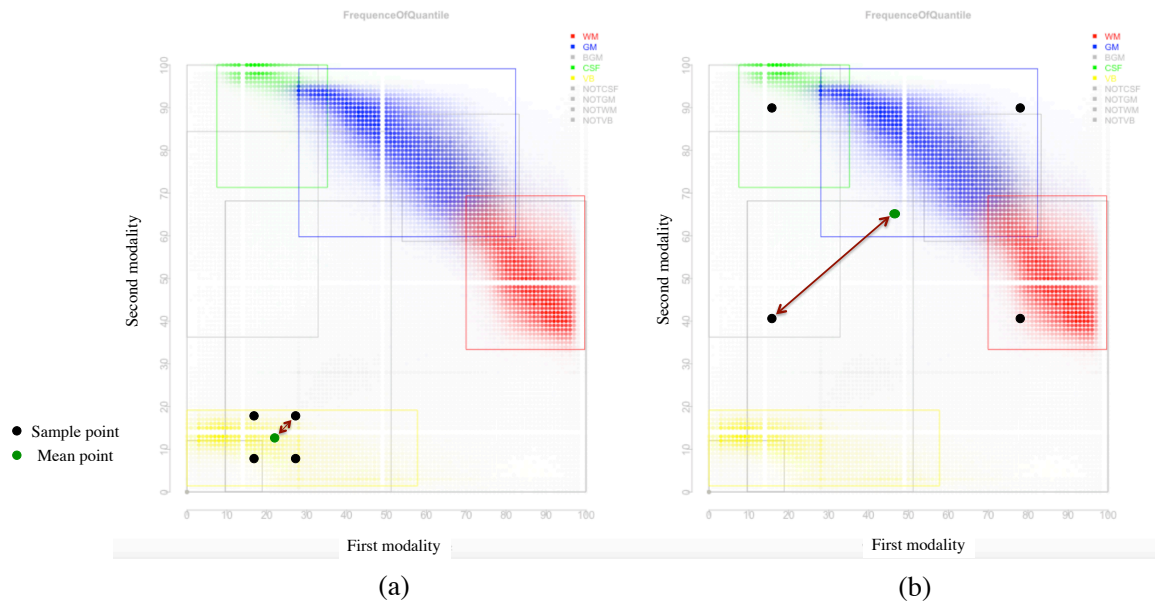 FrequenceOfQuantile
WM
GM
BGM
CSF
VB
NOTCSF
NOTGM
NOTWM
NOTVB
100
90
80
70
60
50
40
30
20
10
0
Second modality
0 10 20 30 40 50 60 70 80 90 100
First modality
(a)
FrequenceOfQuantile
WM
GM
BGM
CSF
VB
NOTCSF
NOTGM
NOTWM
NOTVB
100
90
80
70
60
50
40
30
20
10
0
Second modality
0 10 20 30 40 50 60 70 80 90 100
First modality
(b)
Sample point
Mean point